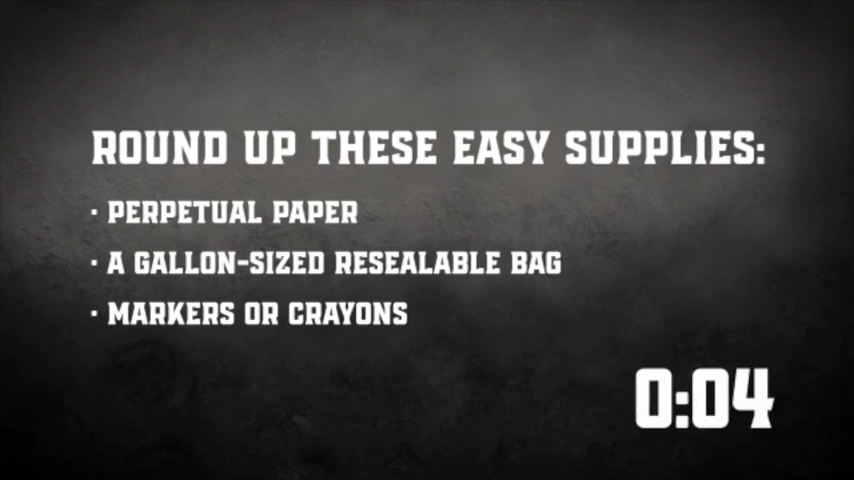 ROUND UP THESE EASY SUPPLIES:
· PERPETUAL PAPER
· A GALLON-SIZED RESEALABLE BAG
· MARKERS OR CRAYONS
0:04